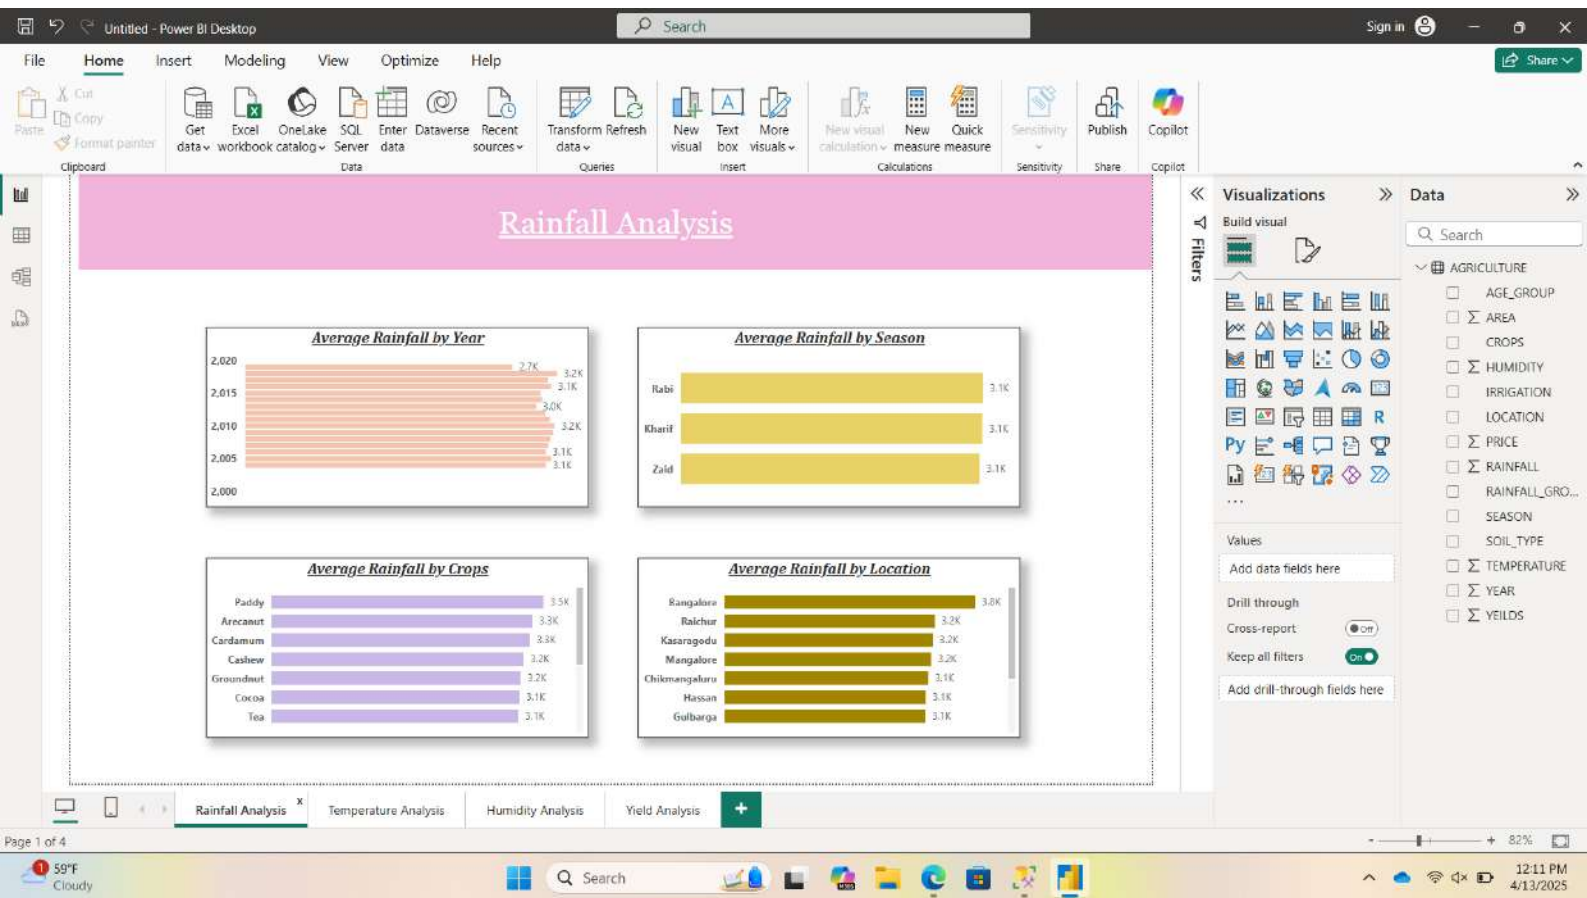 Untitled - Power BI Desktop
Search
Sign in
File Home Insert Modeling View Optimize Help
Share
Paste
Cut
Copy
Format painter
Clipboard
Get data
Excel workbook
OneLake catalog
SQL Server
Enter data
Dataverse
Recent sources
Data
Transform data
Refresh
Queries
New visual
Text box
More visuals
Insert
New visual calculation
New measure
Quick measure
Calculations
Sensitivity
Sensitivity
Publish
Share
Copilot
Copilot
Rainfall Analysis
Average Rainfall by Year
2,020
2,015
2,010
2,005
2,000
2.7K
3.2K
3.1K
3.0K
3.2K
3.1K
3.1K
Average Rainfall by Season
Rabi 3.1K
Kharif 3.1K
Zaid 3.1K
Average Rainfall by Crops
Paddy 3.5K
Arecanut 3.3K
Cardamum 3.3K
Cashew 3.2K
Groundnut 3.2K
Cocoa 3.1K
Tea 3.1K
Average Rainfall by Location
Bangalore 3.8K
Raichur 3.2K
Kasaragodu 3.2K
Mangalore 3.2K
Chikmangaluru 3.1K
Hassan 3.1K
Gulbarga 3.1K
Filters
Visualizations
Build visual
R
Py
Values
Add data fields here
Drill through
Cross-report Off
Keep all filters On
Add drill-through fields here
Data
Search
AGRICULTURE
AGE_GROUP
AREA
CROPS
HUMIDITY
IRRIGATION
LOCATION
PRICE
RAINFALL
RAINFALL_GRO...
SEASON
SOIL_TYPE
TEMPERATURE
YEAR
YEILDS
Rainfall Analysis x
Temperature Analysis
Humidity Analysis
Yield Analysis
+
Page 1 of 4
- + 82%
1
59°F
Cloudy
Search
12:11 PM
4/13/2025